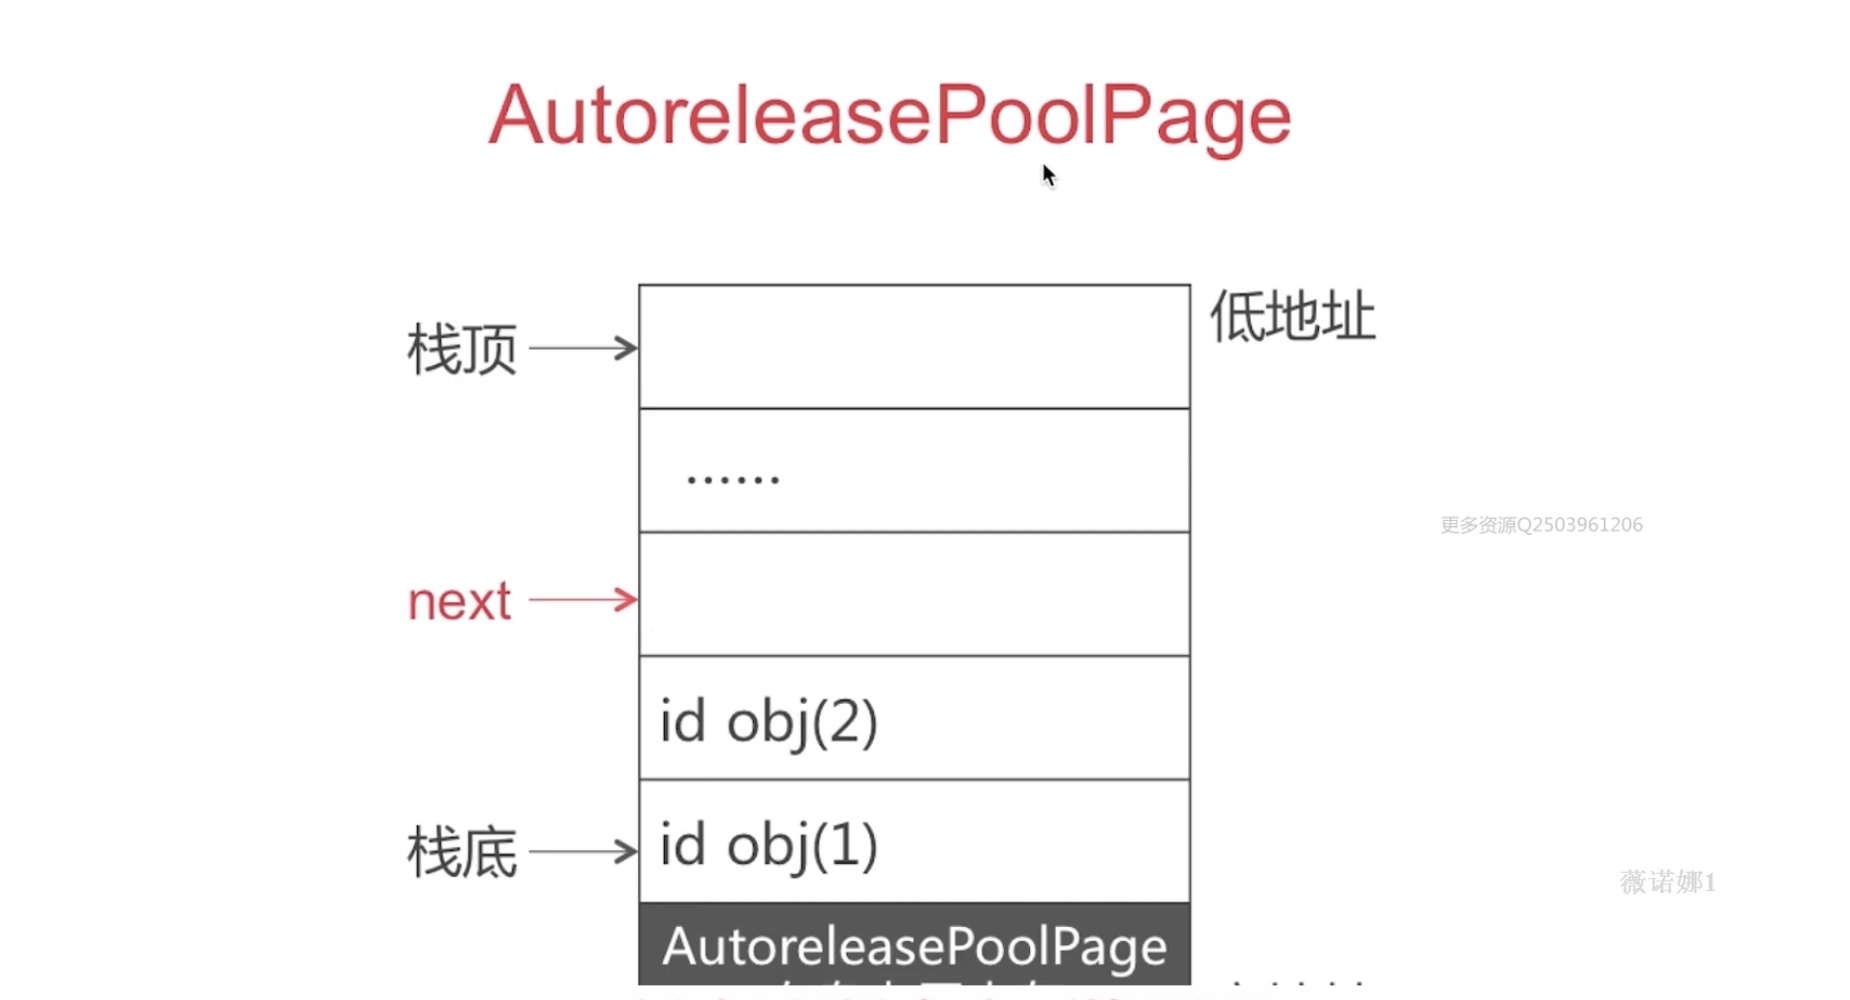 AutoreleasePoolPage
低地址
栈顶
......
更多资源Q2503961206
next
id obj(2)
栈底
id obj(1)
薇诺娜1
AutoreleasePoolPage